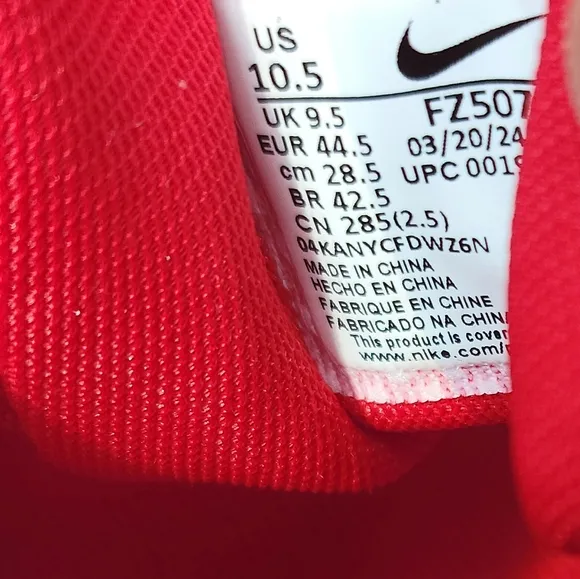 US
10.5
UK 9.5
EUR 44.5
cm 28.5
BR 42.5
CN 285(2.5)
04KANYCFDWZ6N
FZ507
03/20/24
UPC 001
MADE IN CHINA
HECHO EN CHINA
FABRIQUE EN CHINE
FABRICADO NA CHIN
This product is cover
www.nike.com/